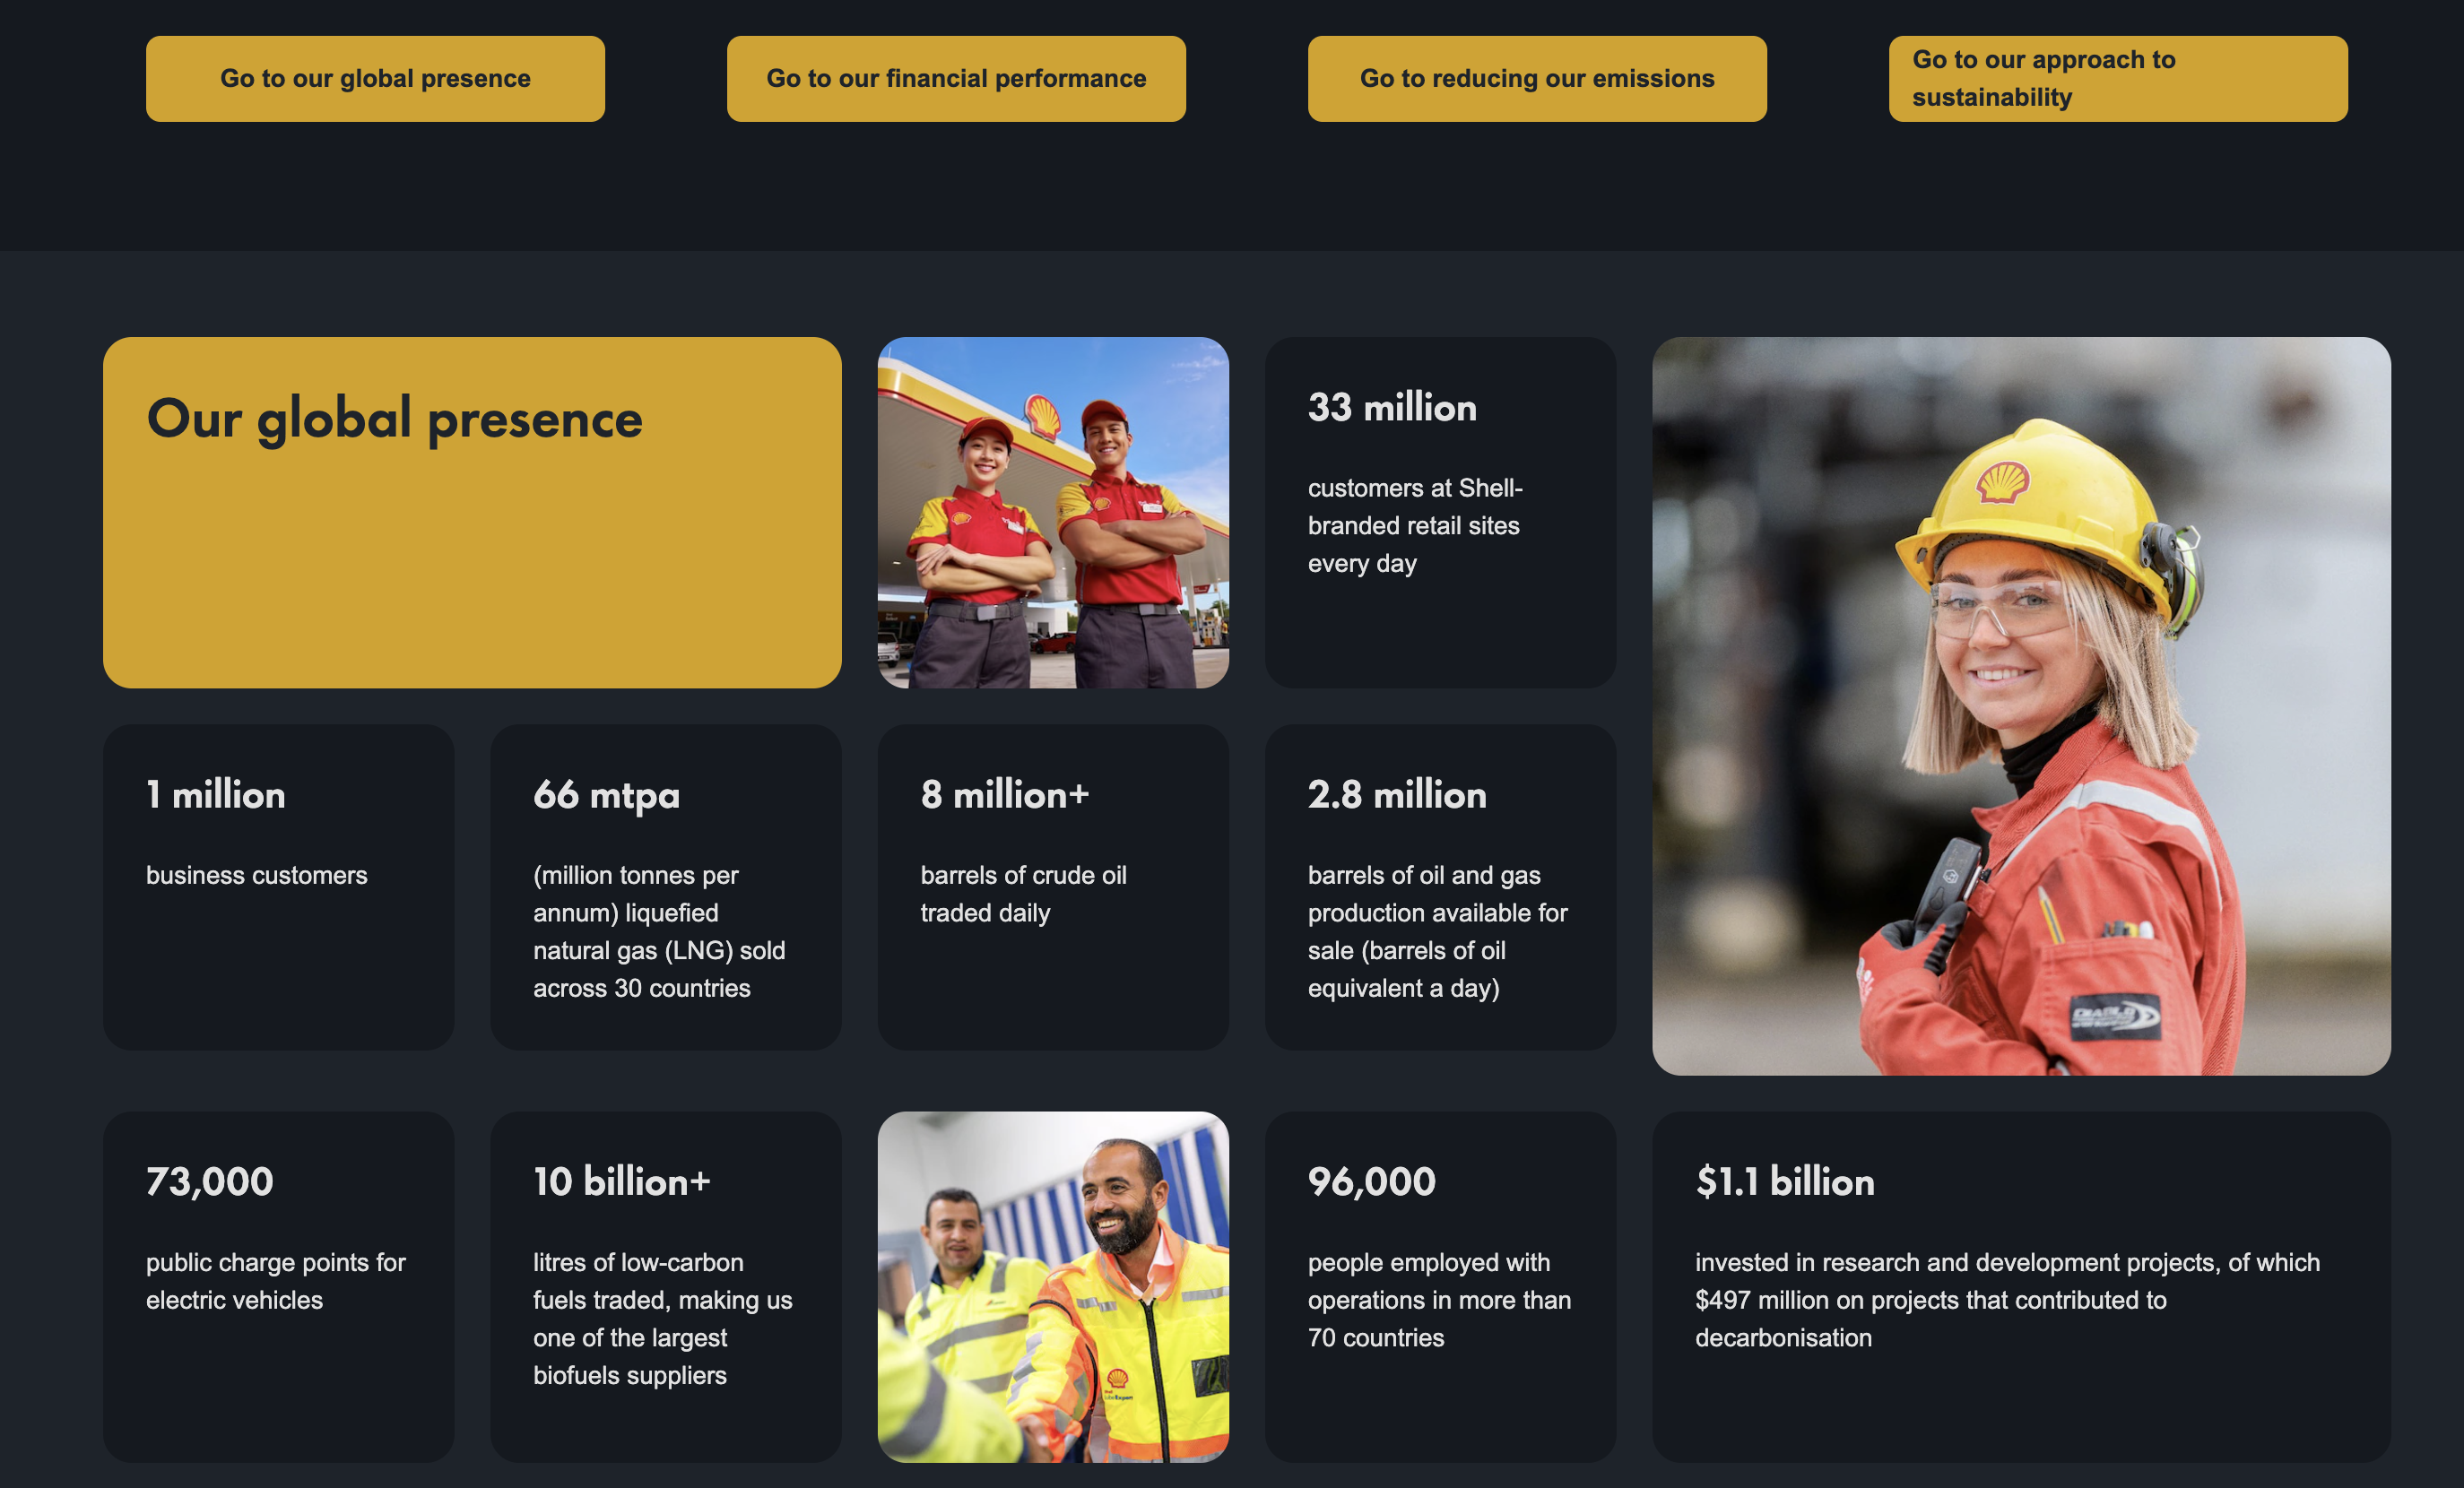 Go to our global presence
Go to our financial performance
Go to reducing our emissions
Go to our approach to
sustainability
Our global presence
33 million
customers at Shell-
branded retail sites
every day
1 million
business customers
66 mtpa
(million tonnes per
annum) liquefied
natural gas (LNG) sold
across 30 countries
8 million+
barrels of crude oil
traded daily
2.8 million
barrels of oil and gas
production available for
sale (barrels of oil
equivalent a day)
73,000
public charge points for
electric vehicles
10 billion+
litres of low-carbon
fuels traded, making us
one of the largest
biofuels suppliers
96,000
people employed with
operations in more than
70 countries
$1.1 billion
invested in research and development projects, of which
$497 million on projects that contributed to
decarbonisation